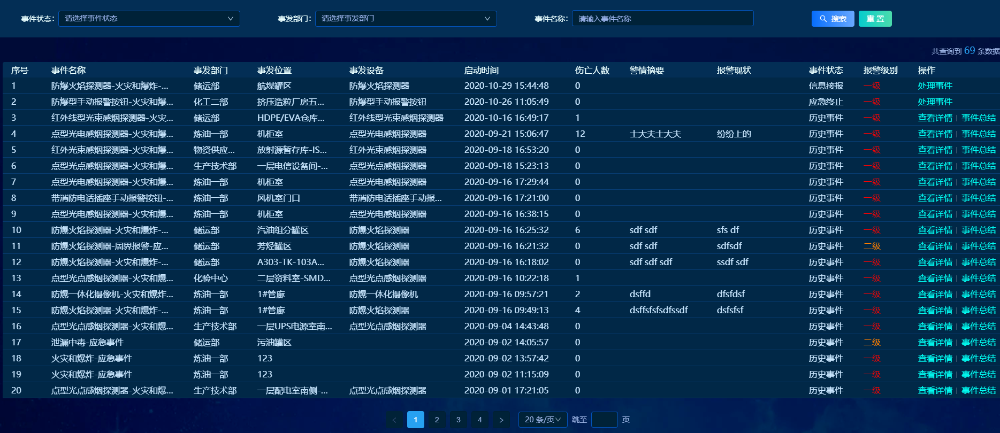 事件状态: 请选择事件状态 事发部门: 请选择事发部门 事件名称: 请输入事件名称 搜索 重置
共查询到 69 条数据
序号 事件名称 事发部门 事发位置 事发设备 启动时间 伤亡人数 警情摘要 报警现状 事件状态 报警级别 操作
1 防爆火焰探测器-火灾和爆炸-... 储运部 航煤罐区 防爆火焰探测器 2020-10-29 15:44:48 0 信息接报 一级 处理事件
2 防爆型手动报警按钮-火灾和爆... 化工二部 挤压造粒厂房五... 防爆型手动报警按钮 2020-10-26 11:05:49 0 应急终止 一级 处理事件
3 红外线型光束感烟探测器-火灾... 储运部 HDPE/EVA仓库... 红外线型光束感烟探测器 2020-10-16 16:49:17 1 历史事件 一级 查看详情 | 事件总结
4 点型光电感烟探测器-火灾和爆... 炼油一部 机柜室 点型光电感烟探测器 2020-09-21 15:06:47 12 士大夫士大夫 纷纷上的 历史事件 一级 查看详情 | 事件总结
5 红外光束感烟探测器-火灾和爆... 物资供应... 放射源暂存库-IS... 红外光束感烟探测器 2020-09-18 16:53:20 0 历史事件 一级 查看详情 | 事件总结
6 点型光点感烟探测器-火灾和爆... 生产技术部 一层电信设备间-... 点型光点感烟探测器 2020-09-18 15:23:13 0 历史事件 一级 查看详情 | 事件总结
7 点型光电感烟探测器-火灾和爆... 炼油一部 机柜室 点型光电感烟探测器 2020-09-16 17:29:44 0 历史事件 一级 查看详情 | 事件总结
8 带消防电话插座手动报警按钮-... 炼油一部 风机室门口 带消防电话插座手动报... 2020-09-16 17:21:00 0 历史事件 一级 查看详情 | 事件总结
9 点型光电感烟探测器-火灾和爆... 炼油一部 机柜室 点型光电感烟探测器 2020-09-16 16:38:15 0 历史事件 一级 查看详情 | 事件总结
10 防爆火焰探测器-火灾和爆炸-... 储运部 汽油组分罐区 防爆火焰探测器 2020-09-16 16:25:32 6 sdf sdf sfs df 历史事件 一级 查看详情 | 事件总结
11 防爆火焰探测器-周界报警-应... 储运部 芳烃罐区 防爆火焰探测器 2020-09-16 16:21:32 0 sdf sdf sdfsdf 历史事件 二级 查看详情 | 事件总结
12 防爆火焰探测器-火灾和爆炸-... 储运部 A303-TK-103A... 防爆火焰探测器 2020-09-16 16:18:02 0 sdf sdf sdf ssdf sdf 历史事件 一级 查看详情 | 事件总结
13 点型光点感烟探测器-火灾和爆... 化验中心 二层资料室-SMD... 点型光点感烟探测器 2020-09-16 10:22:18 1 历史事件 一级 查看详情 | 事件总结
14 防爆一体化摄像机-火灾和爆炸... 炼油一部 1#管廊 防爆一体化摄像机 2020-09-16 09:57:21 2 dsffd dfsfdsf 历史事件 一级 查看详情 | 事件总结
15 防爆火焰探测器-火灾和爆炸-... 炼油一部 1#管廊 防爆火焰探测器 2020-09-16 09:49:13 4 dsffsfsfsdfssdf dsfsfsf 历史事件 一级 查看详情 | 事件总结
16 点型光点感烟探测器-火灾和爆... 生产技术部 一层UPS电源室南... 点型光点感烟探测器 2020-09-04 14:43:48 0 历史事件 一级 查看详情 | 事件总结
17 泄漏中毒-应急事件 储运部 污油罐区 2020-09-02 14:05:57 0 历史事件 二级 查看详情 | 事件总结
18 火灾和爆炸-应急事件 炼油一部 123 2020-09-02 13:57:42 0 历史事件 一级 查看详情 | 事件总结
19 火灾和爆炸-应急事件 炼油一部 123 2020-09-02 11:15:09 0 历史事件 一级 查看详情 | 事件总结
20 点型光点感烟探测器-火灾和爆... 生产技术部 一层配电室南侧-... 点型光点感烟探测器 2020-09-01 17:21:05 0 历史事件 一级 查看详情 | 事件总结
< 1 2 3 4 > 20 条/页 跳至 页